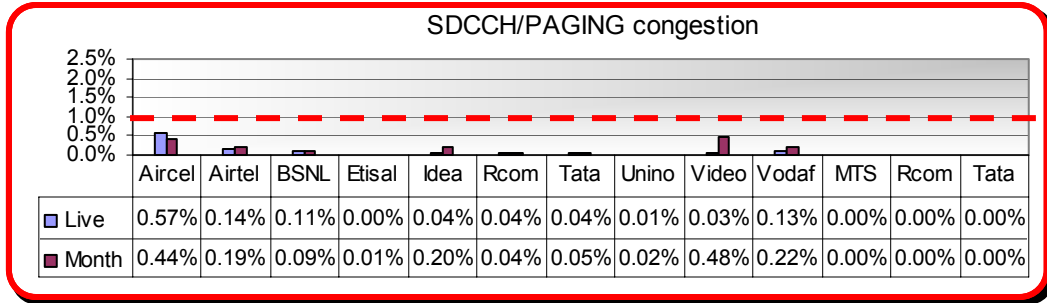 SDCCH/PAGING congestion
2.5%
2.0%
1.5%
1.0%
0.5%
0.0%
Aircel Airtel BSNL Etisal Idea Rcom Tata Unino Video Vodaf MTS Rcom Tata
Live 0.57% 0.14% 0.11% 0.00% 0.04% 0.04% 0.04% 0.01% 0.03% 0.13% 0.00% 0.00% 0.00%
Month 0.44% 0.19% 0.09% 0.01% 0.20% 0.04% 0.05% 0.02% 0.48% 0.22% 0.00% 0.00% 0.00%